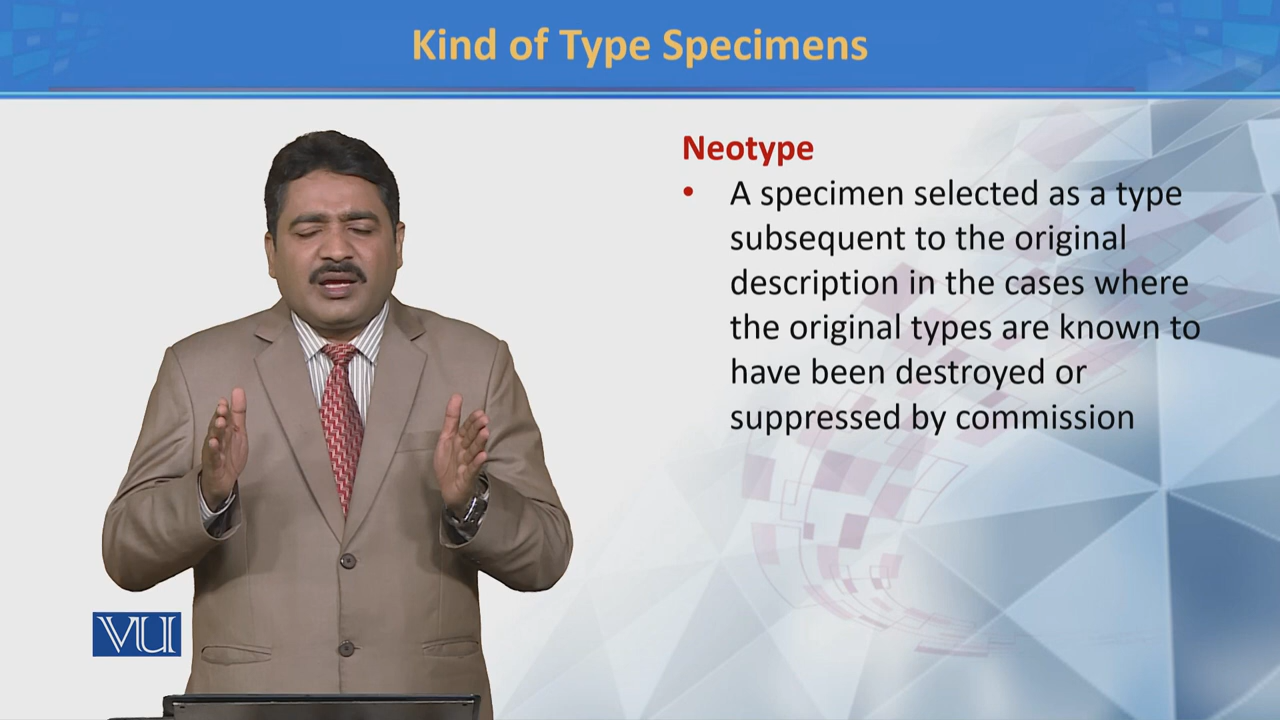 Kind of Type Specimens
Neotype
• A specimen selected as a type
subsequent to the original
description in the cases where
the original types are known to
have been destroyed or
suppressed by commission
VU